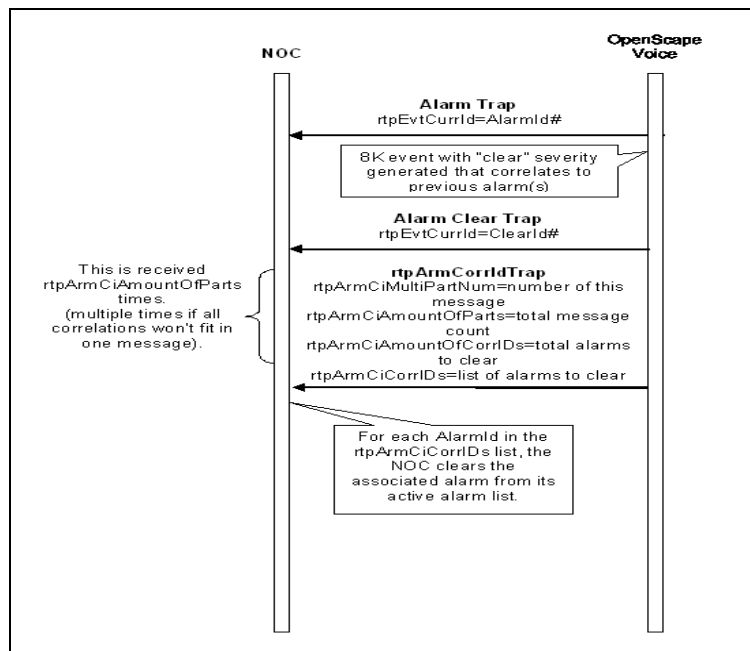 NOC
OpenScape
Voice
Alarm Trap
rtpEvtCurrId=AlarmId#
8K event with "clear" severity
generated that correlates to
previous alarm(s)
Alarm Clear Trap
rtpEvtCurrId=ClearId#
This is received
rtpArmCiAmountOfParts
times.
(multiple times if all
correlations won't fit in
one message).
rtpArmCorrIdTrap
rtpArmCiMultiPartNum=number of this
message
rtpArmCiAmountOfParts=total message
count
rtpArmCiAmountOfCorrIDs=total alarms
to clear
rtpArmCiCorrIDs=list of alarms to clear
For each AlarmId in the
rtpArmCiCorrIDs list, the
NOC clears the
associated alarm from its
active alarm list.